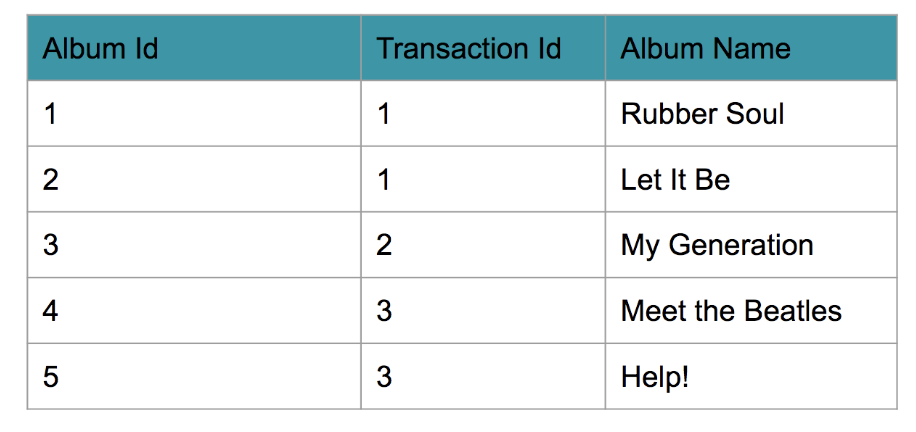 Album Id Transaction Id Album Name
1 1 Rubber Soul
2 1 Let It Be
3 2 My Generation
4 3 Meet the Beatles
5 3 Help!